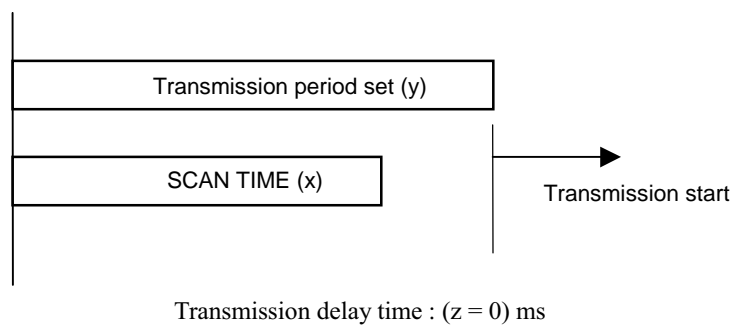 Transmission period set (y)
SCAN TIME (x)
Transmission start
Transmission delay time : (z = 0) ms